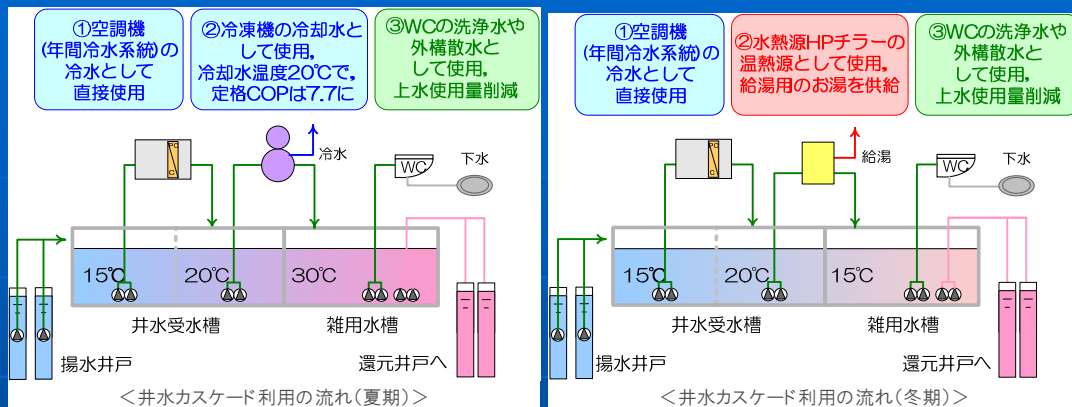 ①空調機
(年間冷水系統)の
冷水として
直接使用
②冷凍機の冷却水と
して使用,
冷却水温度20℃で,
定格COPは7.7に
③WCの洗浄水や
外構散水と
して使用,
上水使用量削減
PC
C
冷水
WC
下水
15℃
20℃
30℃
井水受水槽
雑用水槽
揚水井戸
還元井戸へ
＜井水カスケード利用の流れ(夏期)＞
①空調機
(年間冷水系統)の
冷水として
直接使用
②水熱源HPチラーの
温熱源として使用,
給湯用のお湯を供給
③WCの洗浄水や
外構散水と
して使用,
上水使用量削減
PC
C
給湯
WC
下水
15℃
20℃
15℃
井水受水槽
雑用水槽
揚水井戸
還元井戸へ
＜井水カスケード利用の流れ(冬期)＞